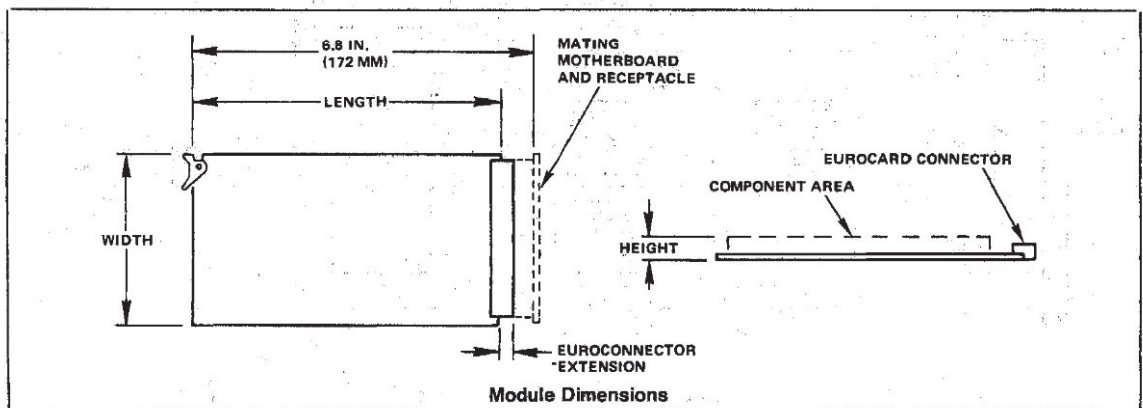 6.8 IN.
(172 MM)
MATING
MOTHERBOARD
AND RECEPTACLE
LENGTH
WIDTH
EUROCONNECTOR
EXTENSION
EUROCARD CONNECTOR
COMPONENT AREA
HEIGHT
Module Dimensions